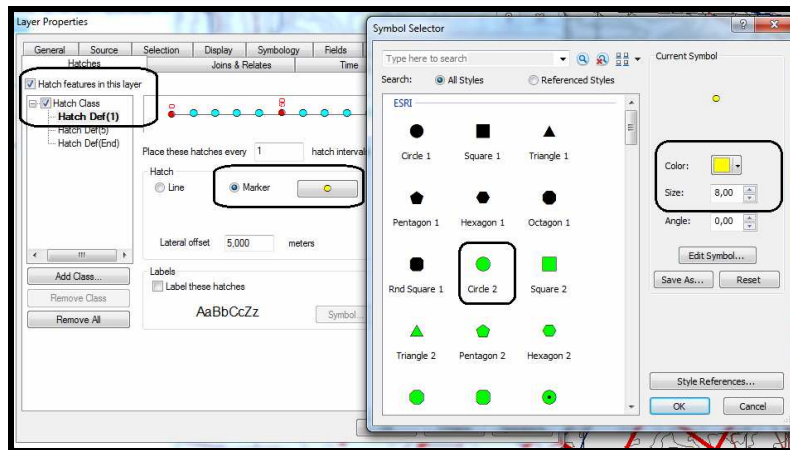 Layer Properties
General Source Selection Display Symbology Fields
Hatches Joins & Relates Time
Hatch features in this layer
Hatch Class
Hatch Def(1)
Hatch Def(5)
Hatch Def(End)
Place these hatches every 1 hatch interval
Hatch
Line Marker
Lateral offset 5,000 meters
Add Class...
Remove Class
Remove All
Labels
Label these hatches
AaBbCcZz Symbol...
Symbol Selector
Type here to search
Search: All Styles Referenced Styles
ESRI
Circle 1 Square 1 Triangle 1
Pentagon 1 Hexagon 1 Octagon 1
Rnd Square 1 Circle 2 Square 2
Triangle 2 Pentagon 2 Hexagon 2
Current Symbol
Color:
Size: 8,00
Angle: 0,00
Edit Symbol...
Save As... Reset
Style References...
OK Cancel